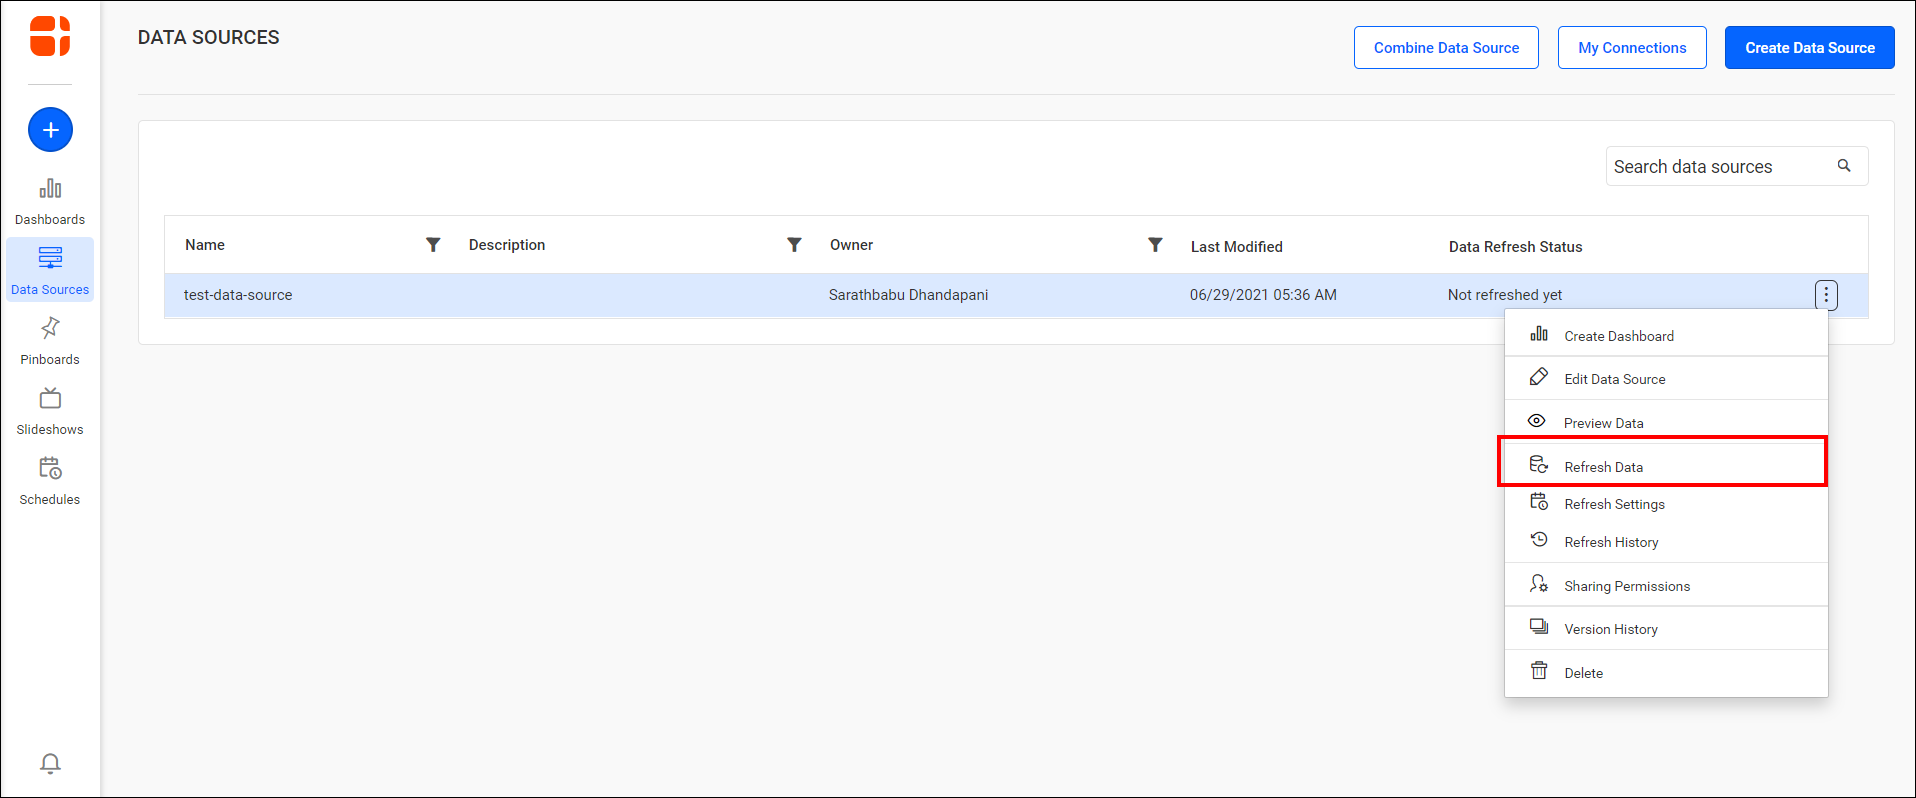 DATA SOURCES
Combine Data Source
My Connections
Create Data Source
Dashboards
Data Sources
Pinboards
Slideshows
Schedules
Search data sources
Name Description Owner Last Modified Data Refresh Status
test-data-source Sarathbabu Dhandapani 06/29/2021 05:36 AM Not refreshed yet
Create Dashboard
Edit Data Source
Preview Data
Refresh Data
Refresh Settings
Refresh History
Sharing Permissions
Version History
Delete